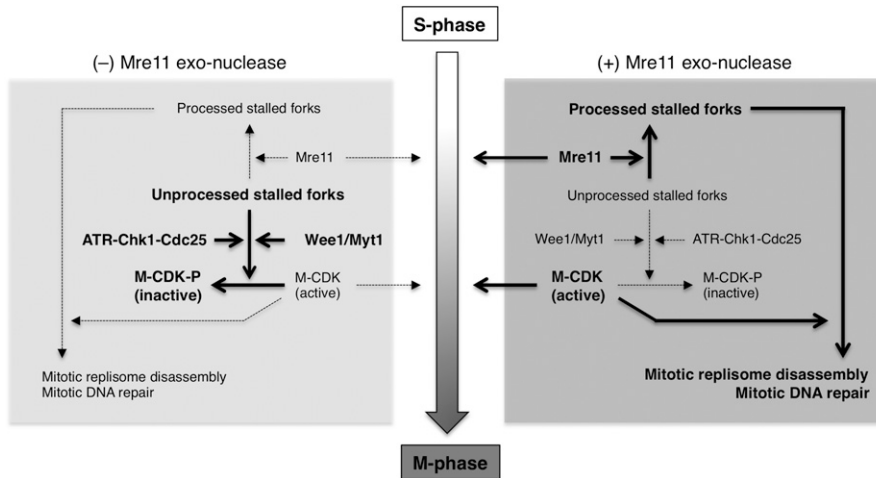 S-phase
(–) Mre11 exo-nuclease
Processed stalled forks
Mre11
Unprocessed stalled forks
ATR-Chk1-Cdc25
Wee1/Myt1
M-CDK-P
(inactive)
M-CDK
(active)
Mitotic replisome disassembly
Mitotic DNA repair
(+) Mre11 exo-nuclease
Processed stalled forks
Mre11
Unprocessed stalled forks
Wee1/Myt1
ATR-Chk1-Cdc25
M-CDK
(active)
M-CDK-P
(inactive)
Mitotic replisome disassembly
Mitotic DNA repair
M-phase